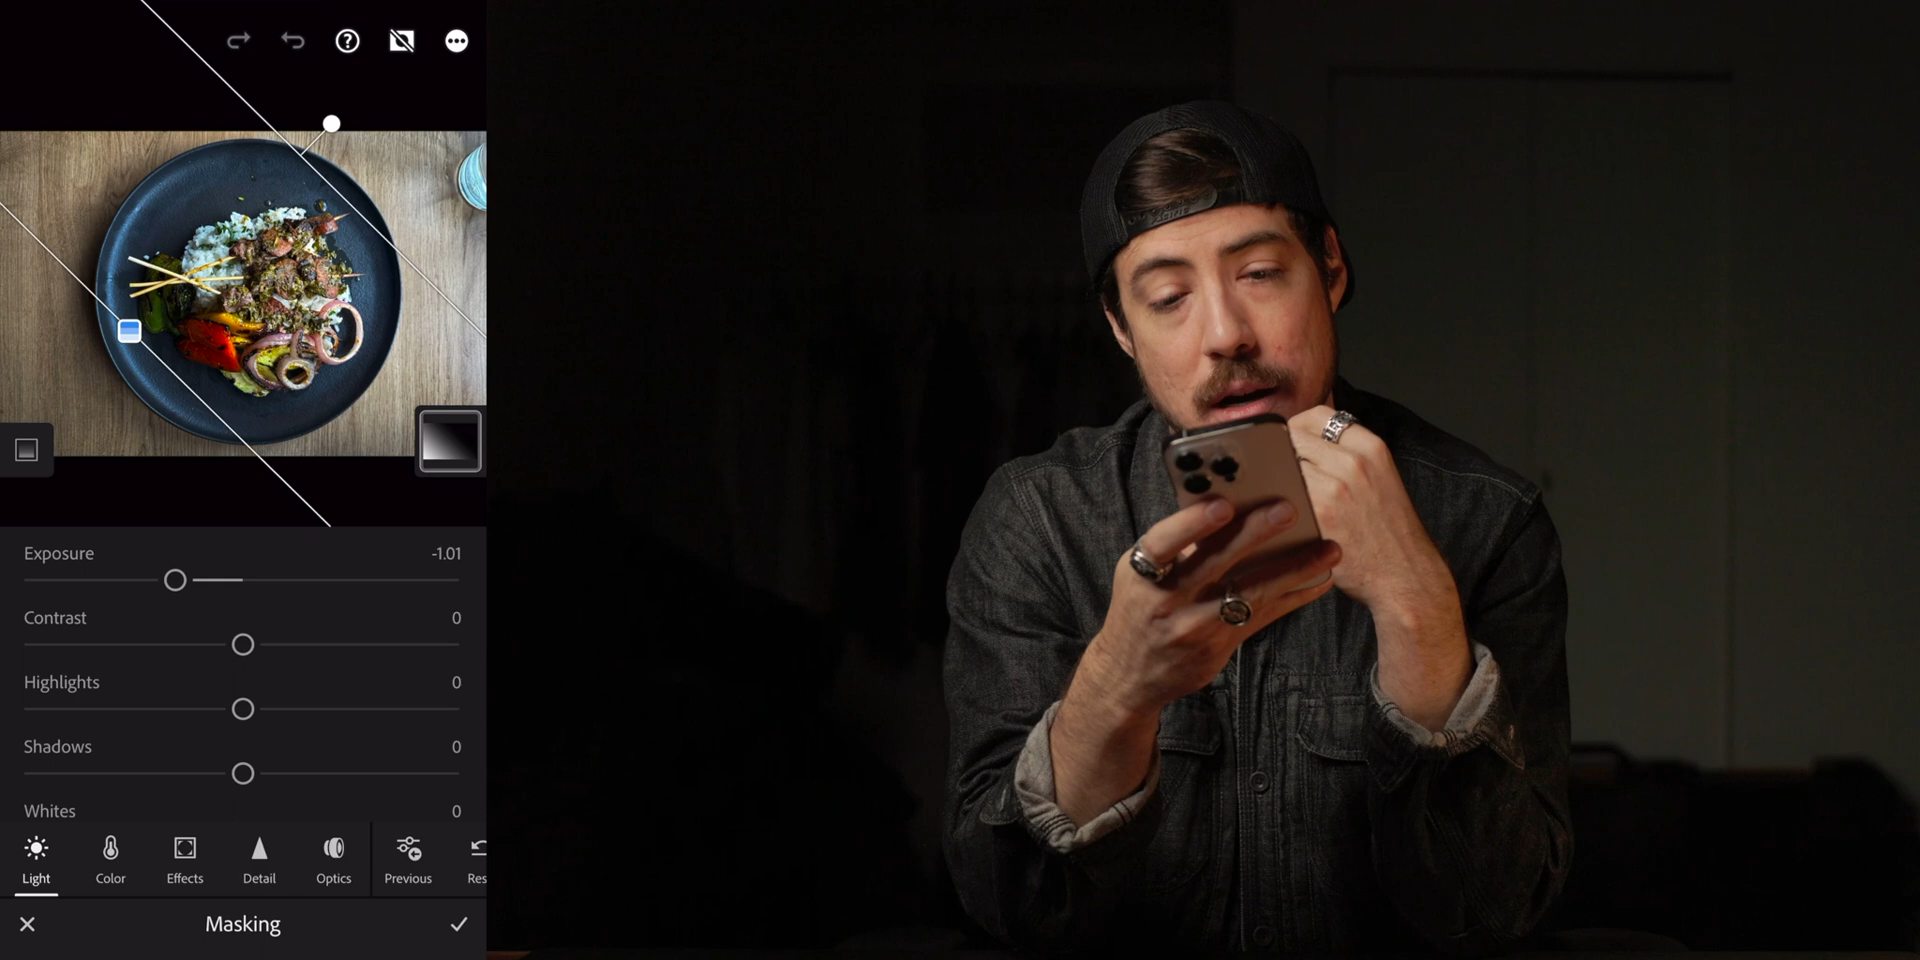 Exposure -1.01
Contrast 0
Highlights 0
Shadows 0
Whites 0
Light Color Effects Detail Optics Previous Res
Masking